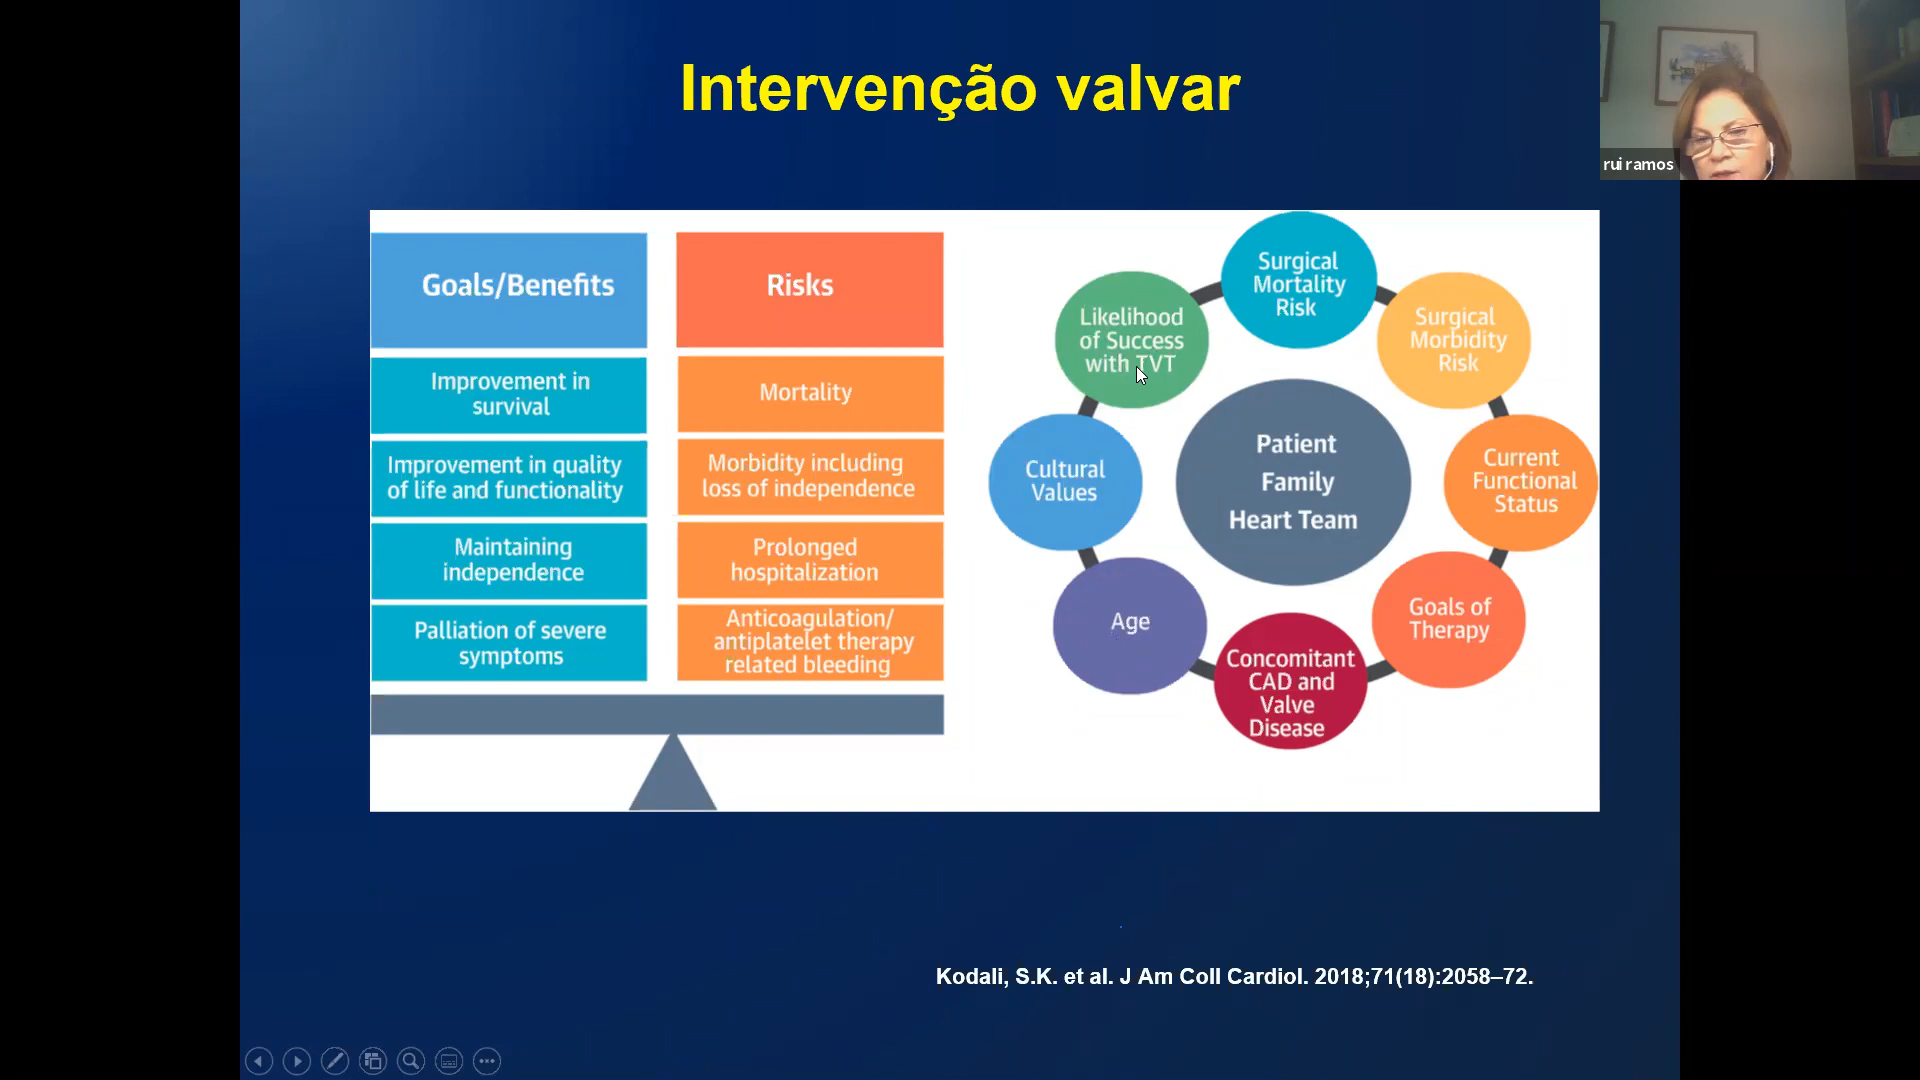 Intervenção valvar
rui ramos
Goals/Benefits
Improvement in
survival
Improvement in quality
of life and functionality
Maintaining
independence
Palliation of severe
symptoms
Risks
Mortality
Morbidity including
loss of independence
Prolonged
hospitalization
Anticoagulation/
antiplatelet therapy
related bleeding
Surgical
Mortality
Risk
Surgical
Morbidity
Risk
Current
Functional
Status
Goals of
Therapy
Concomitant
CAD and
Valve
Disease
Age
Cultural
Values
Likelihood
of Success
with TVT
Patient
Family
Heart Team
Kodali, S.K. et al. J Am Coll Cardiol. 2018;71(18):2058–72.